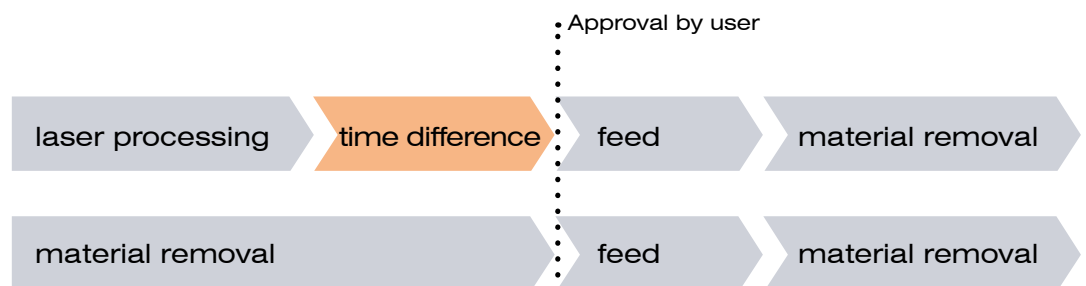 Approval by user
laser processing time difference feed material removal
material removal feed material removal